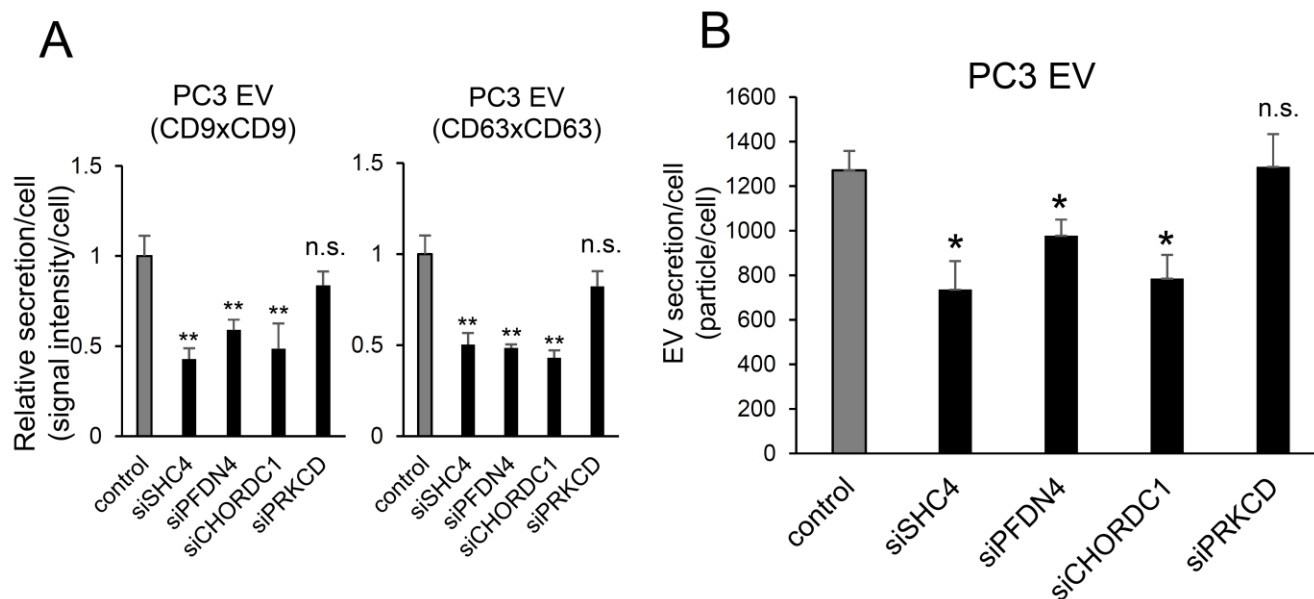 A
PC3 EV
(CD9xCD9)
Relative secretion/cell
(signal intensity/cell)
1.5
1
0.5
0
**
**
**
n.s.
control
siSHC4
siPFDN4
siCHORDC1
siPRKCD
PC3 EV
(CD63xCD63)
1.5
1
0.5
0
**
**
**
n.s.
control
siSHC4
siPFDN4
siCHORDC1
siPRKCD
B
PC3 EV
EV secretion/cell
(particle/cell)
1600
1400
1200
1000
800
600
400
200
0
*
*
*
n.s.
control
siSHC4
siPFDN4
siCHORDC1
siPRKCD